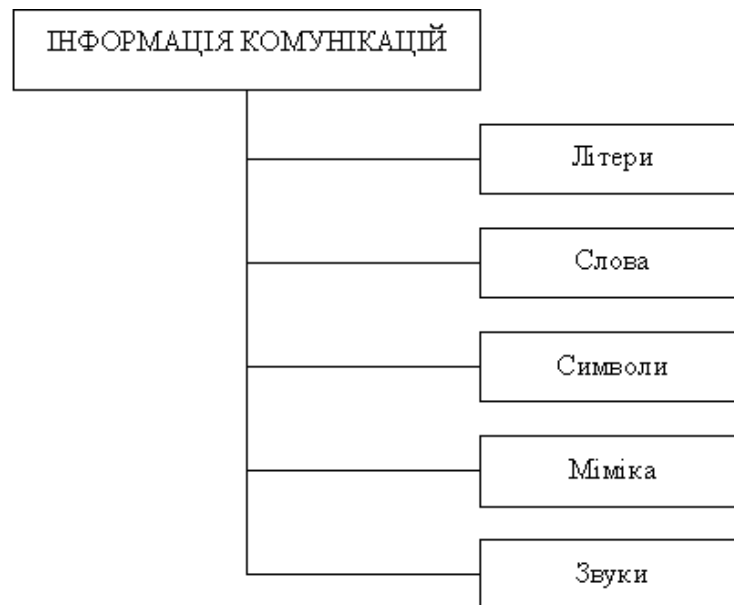 ІНФОРМАЦІЯ КОМУНІКАЦІЙ
Літери
Слова
Символи
Міміка
Звуки